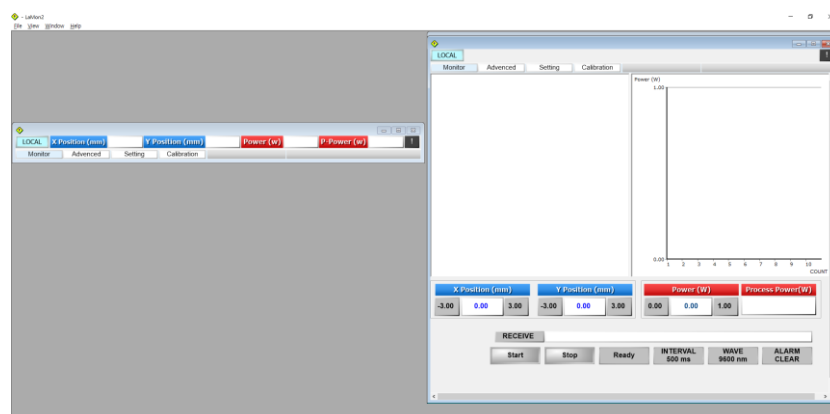 - LaMon2
File View Window Help
LOCAL X Position (mm) Y Position (mm) Power (w) P-Power (w) !
Monitor Advenced Setting Calibration
LOCAL !
Monitor Advenced Setting Calibration
Power (W)
1.00
0.00
1 2 3 4 5 6 7 8 9 10
COUNT
X Position (mm) Y Position (mm) Power (W) Process Power(W)
-3.00 0.00 3.00 -3.00 0.00 3.00 0.00 0.00 1.00
RECEIVE
Start Stop Ready INTERVAL WAVE ALARM
500 ms 9600 nm CLEAR